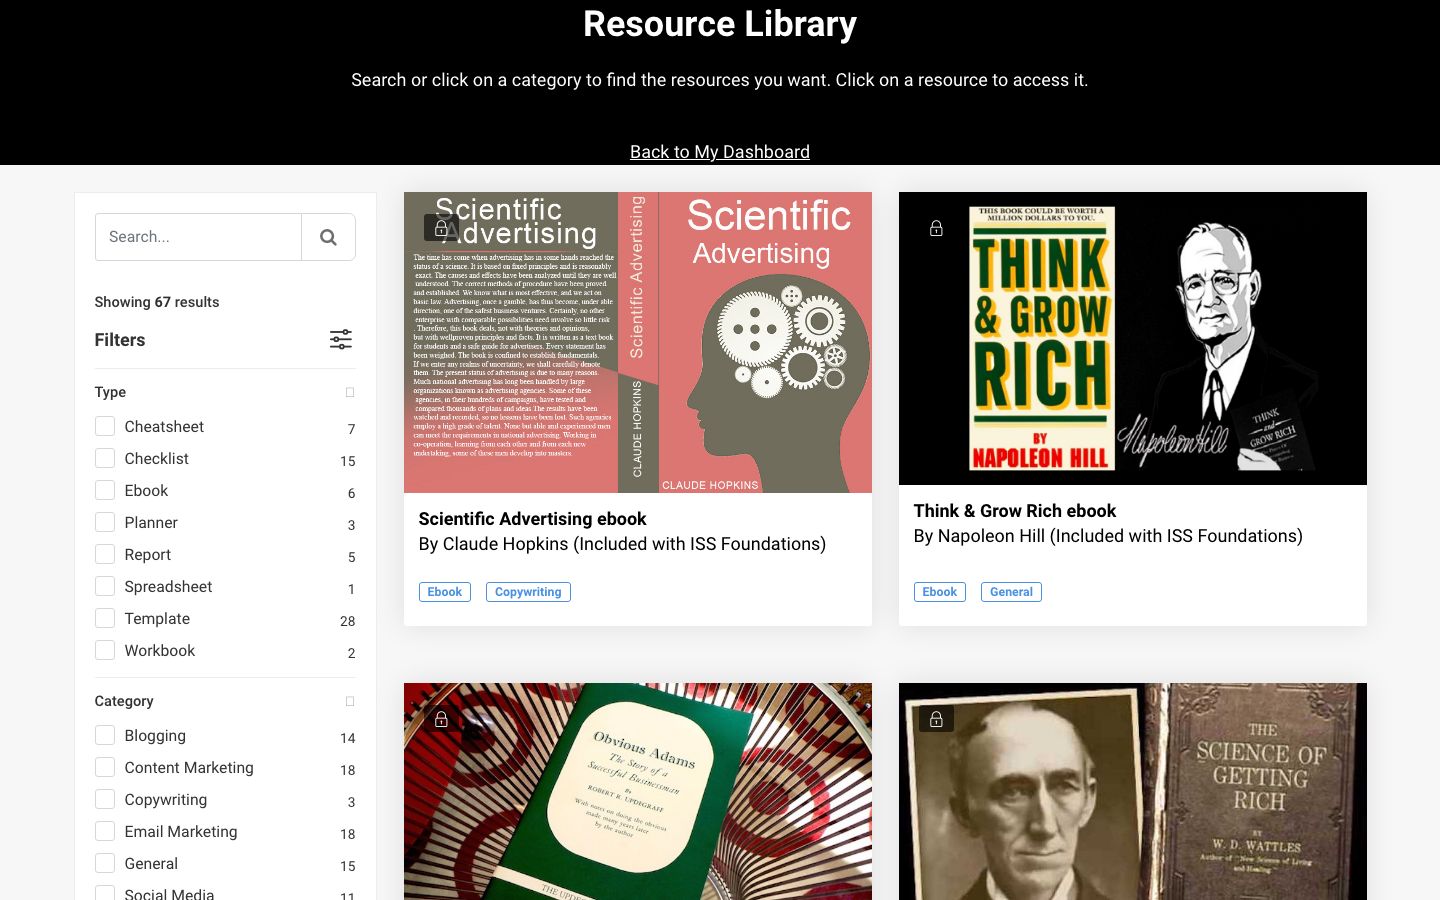 Resource Library
Search or click on a category to find the resources you want. Click on a resource to access it.
Back to My Dashboard
Search...
Showing 67 results
Filters
Type
Cheatsheet 7
Checklist 15
Ebook 6
Planner 3
Report 5
Spreadsheet 1
Template 28
Workbook 2
Category
Blogging 14
Content Marketing 18
Copywriting 3
Email Marketing 18
General 15
Social Media 11
Scientific
Advertising
The time has come when advertising has in some hands reached the
status of a science. It is based on fixed principles and is reasonably
exact. The causes and effects have been analyzed until they are well
understood. The correct methods of procedure have been proved
and established. We know what is most effective, and we act on
basic law. Advertising, once a gamble, has thus become, under able
direction, one of the safest business ventures. Certainly, no other
enterprise with comparable possibilities need involve so little risk
. Therefore, this book deals, not with theories and opinions,
but with wellproven principles and facts. It is written as a text book
for students and a safe guide for advertisers. Every statement has
been weighed. The book is confined to establish fundamentals.
If we enter any realms of uncertainty, we shall carefully denote
them. The present status of advertising is due to many reasons.
Much national advertising has long been handled by large
organizations known as advertising agencies. Some of these
agencies, in their hundreds of campaigns, have tested and
compared thousands of plans and ideas The results have been
watched and recorded, so no lessons have been lost. Such agencies
employ a high grade of talent. None but able and experienced men
can meet the requirements in national advertising. Working in
co-operation, learning from each other and from each new
undertaking, some of these men develop into masters.
Scientific Advertising
CLAUDE HOPKINS
Scientific
Advertising
CLAUDE HOPKINS
Scientific Advertising ebook
By Claude Hopkins (Included with ISS Foundations)
Ebook Copywriting
THIS BOOK COULD BE WORTH A
MILLION DOLLARS TO YOU.
THINK
& GROW
RICH
BY
NAPOLEON HILL
Napoleon Hill
THINK
and
GROW RICH
Think & Grow Rich ebook
By Napoleon Hill (Included with ISS Foundations)
Ebook General
Obvious Adams
The Story of a
Successful Businessman
By
ROBERT R. UPDEGRAFF
With notes on doing the obvious
made many years later
by the author
THE UPDE
THE
SCIENCE OF
GETTING
RICH
BY
W. D. WATTLES
Author of "New Science of Living
and Healing"